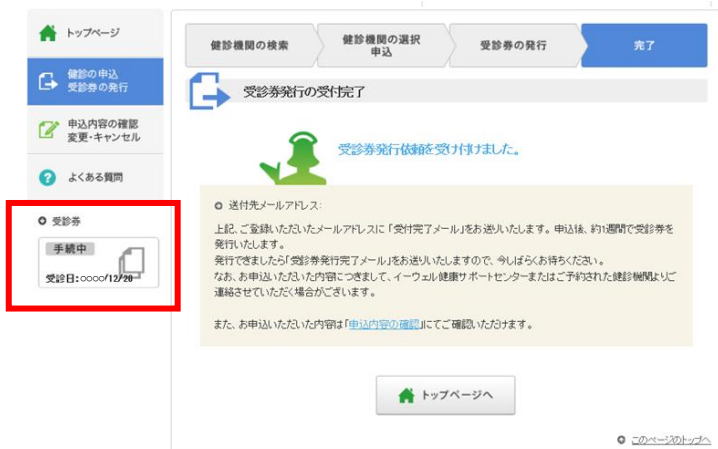 トップページ
健診の申込
受診券の発行
申込内容の確認
変更・キャンセル
よくある質問
受診券
手続中
受診日:○○○○/12/20
健診機関の検索
健診機関の選択
申込
受診券の発行
完了
受診券発行の受付完了
受診券発行依頼を受け付けました。
送付先メールアドレス:
上記、ご登録いただいたメールアドレスに「受付完了メール」をお送りいたします。申込後、約1週間で受診券を
発行いたします。
発行できましたら「受診券発行完了メール」をお送りいたしますので、今しばらくお待ちください。
なお、お申込いただいた内容につきまして、イーウェル健康サポートセンターまたはご予約された健診機関よりご
連絡させていただく場合がございます。
また、お申込いただいた内容は「申込内容の確認」にてご確認いただけます。
トップページへ
このページのトップへ